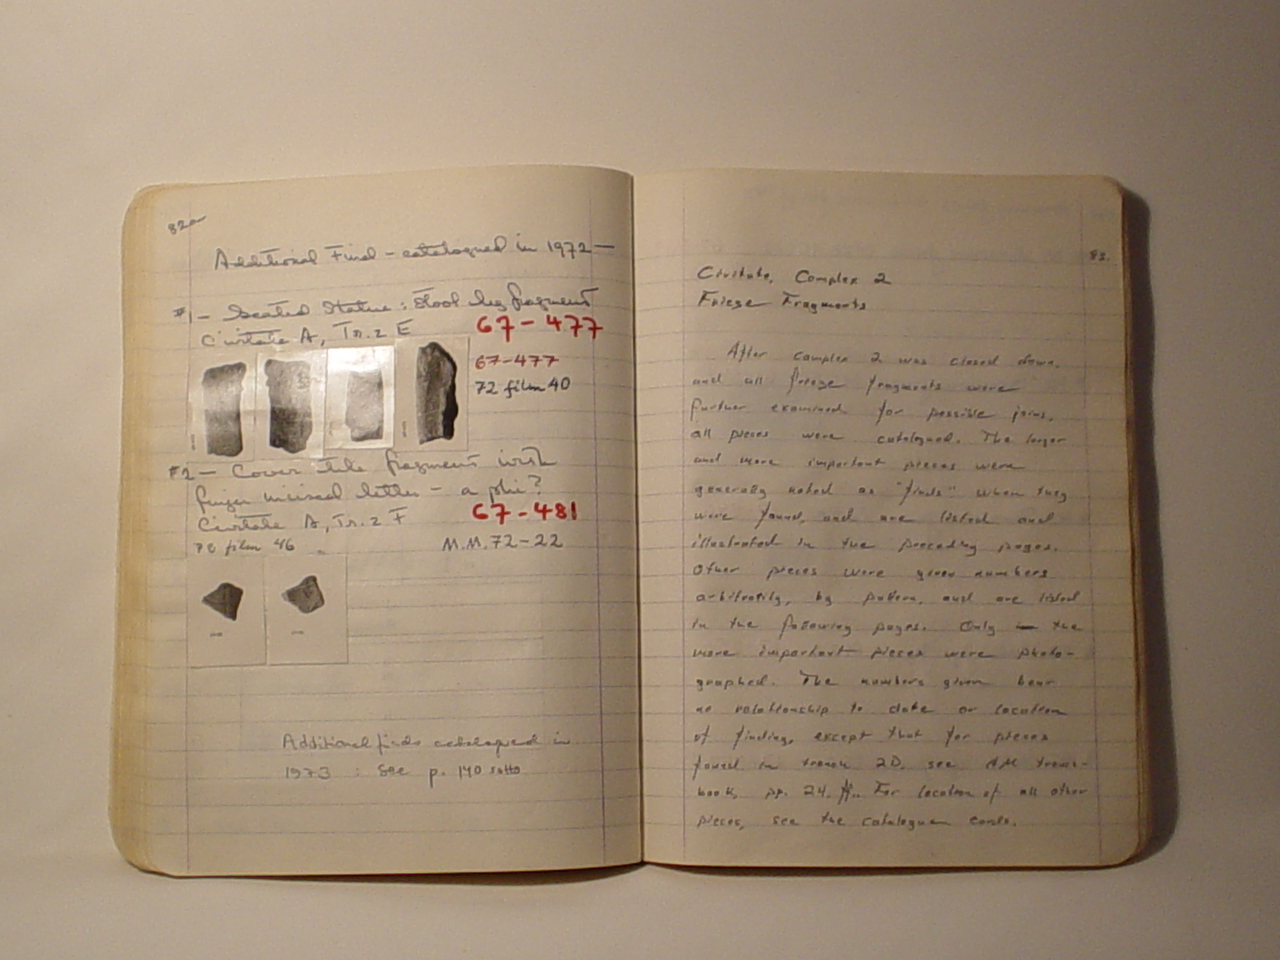 82a
Additional Find - catalogued in 1972 —
#1 - Seated Statue: Stool leg fragment
Civitate A, Tr. 2 E
67-477
67-477
72 film 40
#2 - Cover tile fragment with
finger incised letter - a phi?
Civitate A, Tr. 2 F
67-481
72 film 46
M.M. 72-22
Additional finds catalogued in
1973 : See p. 140 sotto
83.
Civitate, Complex 2
Frieze Fragments
After complex 2 was closed down,
and all frieze fragments were
further examined for possible joins,
all pieces were catalogued. The larger
and more important pieces were
generally noted as "finds" when they
were found, and are listed and
illustrated in the preceding pages.
Other pieces were given numbers
arbitrarily, by pattern, and are listed
in the following pages. Only the
more important pieces were photo-
graphed. The numbers given bear
no relationship to date or location
of finding, except that for pieces
found in trench 2D, see AM trench-
book, pp. 24, ff.. For location of all other
pieces, see the catalogue cards.